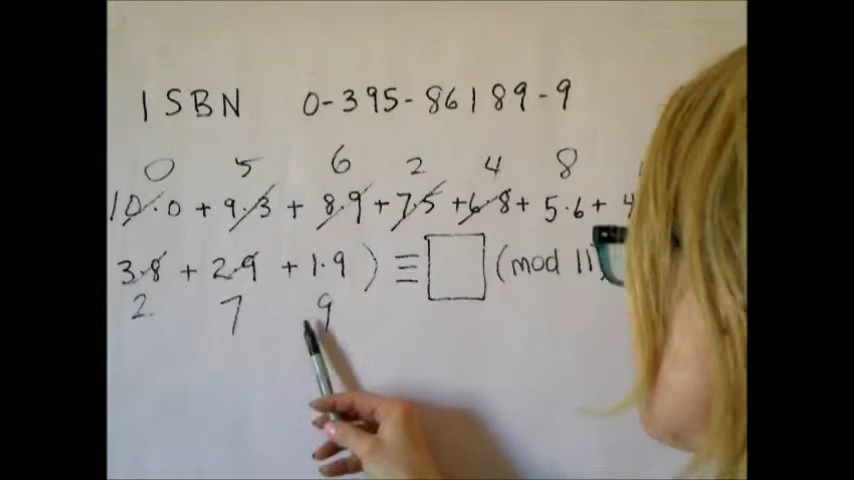 ISBN 0-395-86189-9
0 5 6 2 4 8
10·0 + 9·3 + 8·9 + 7·5 + 6·8 + 5·6 + 4
3·8 + 2·9 + 1·9 ) ≡ □ (mod 11)
2 7 9